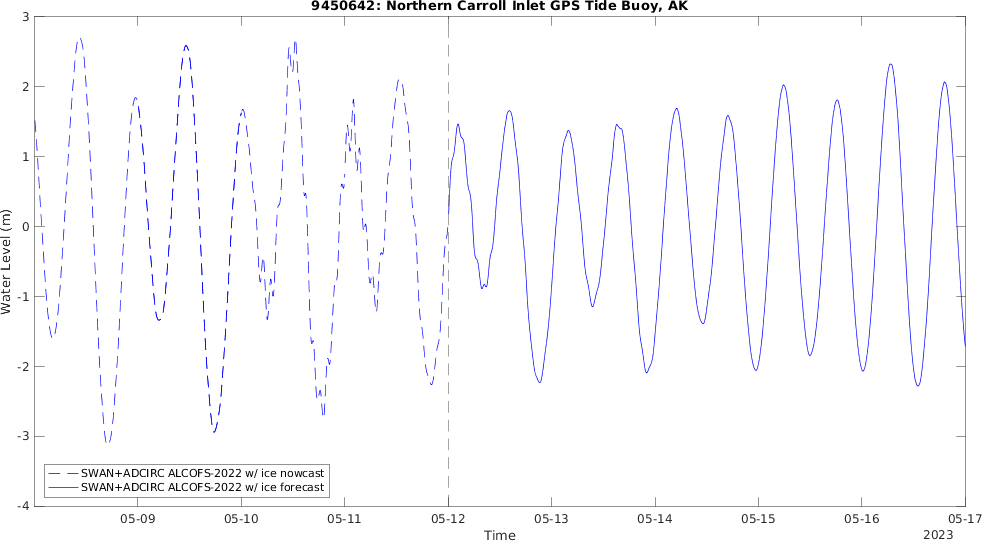 9450642: Northern Carroll Inlet GPS Tide Buoy, AK
3
2
1
0
-1
-2
-3
-4
Water Level (m)
SWAN+ADCIRC ALCOFS-2022 w/ ice nowcast
SWAN+ADCIRC ALCOFS-2022 w/ ice forecast
05-09 05-10 05-11 05-12 05-13 05-14 05-15 05-16 05-17
Time
2023